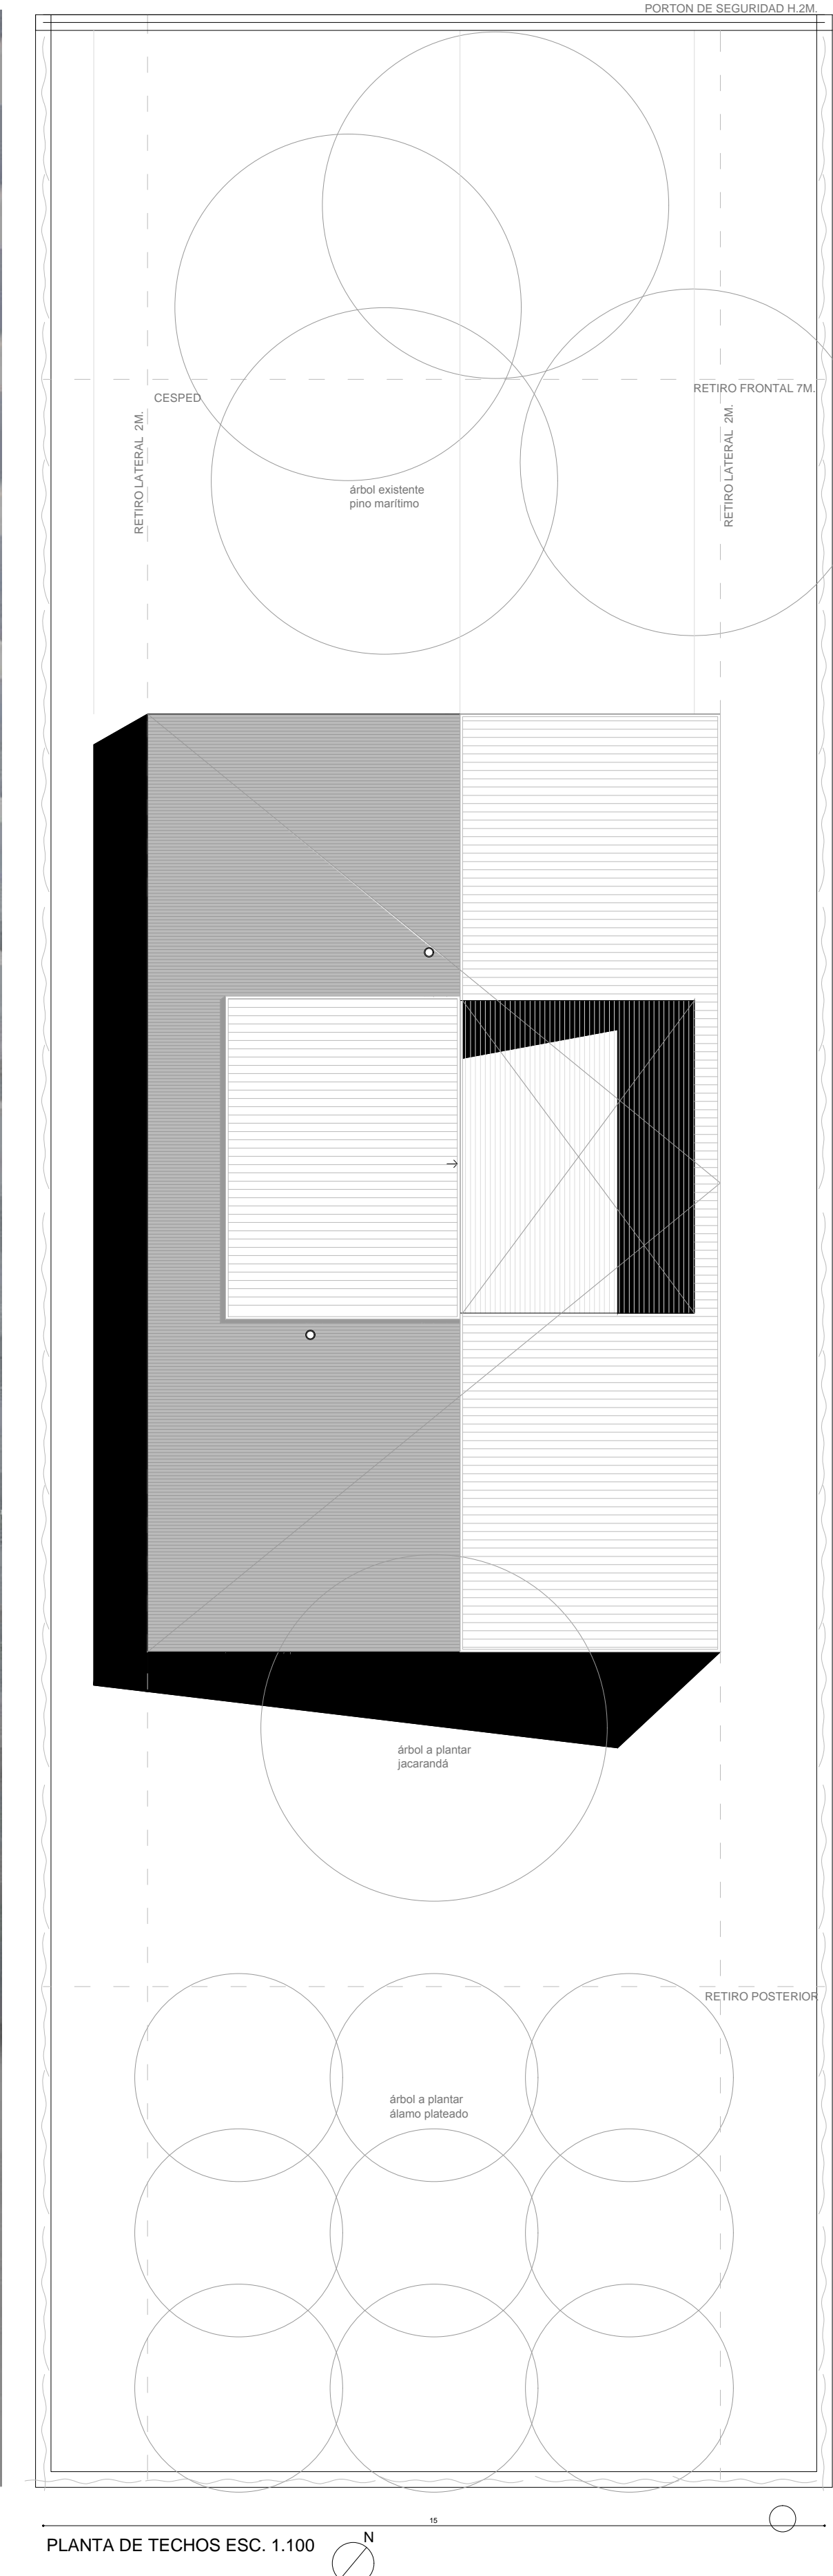 PORTON DE SEGURIDAD H.2M.
RETIRO FRONTAL 7M.
CESPED
RETIRO LATERAL 2M.
RETIRO LATERAL 2M.
árbol existente
pino marítimo
árbol a plantar
jacarandá
RETIRO POSTERIOR
árbol a plantar
álamo plateado
15
PLANTA DE TECHOS ESC. 1.100
N